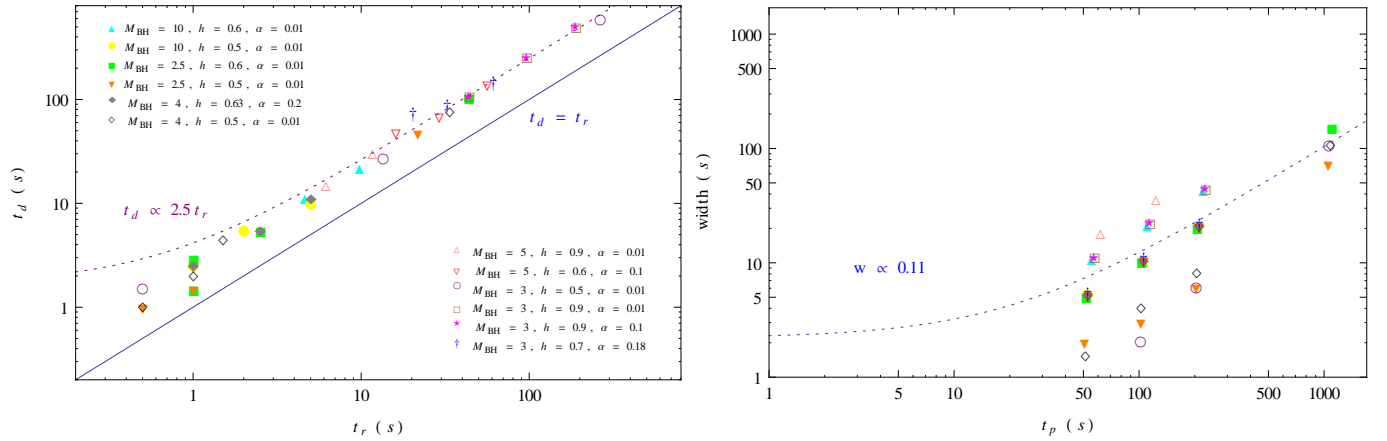 M_BH = 10 , h = 0.6 , α = 0.01
M_BH = 10 , h = 0.5 , α = 0.01
M_BH = 2.5 , h = 0.6 , α = 0.01
M_BH = 2.5 , h = 0.5 , α = 0.01
M_BH = 4 , h = 0.63 , α = 0.2
M_BH = 4 , h = 0.5 , α = 0.01
t_d = t_r
t_d ∝ 2.5 t_r
M_BH = 5 , h = 0.9 , α = 0.01
M_BH = 5 , h = 0.6 , α = 0.1
M_BH = 3 , h = 0.5 , α = 0.01
M_BH = 3 , h = 0.9 , α = 0.01
M_BH = 3 , h = 0.9 , α = 0.1
M_BH = 3 , h = 0.7 , α = 0.18
100
10
1
t_d ( s )
1
10
100
t_r ( s )
w ∝ 0.11
1000
500
100
50
10
5
1
width ( s )
1
5
10
50
100
500
1000
t_p ( s )